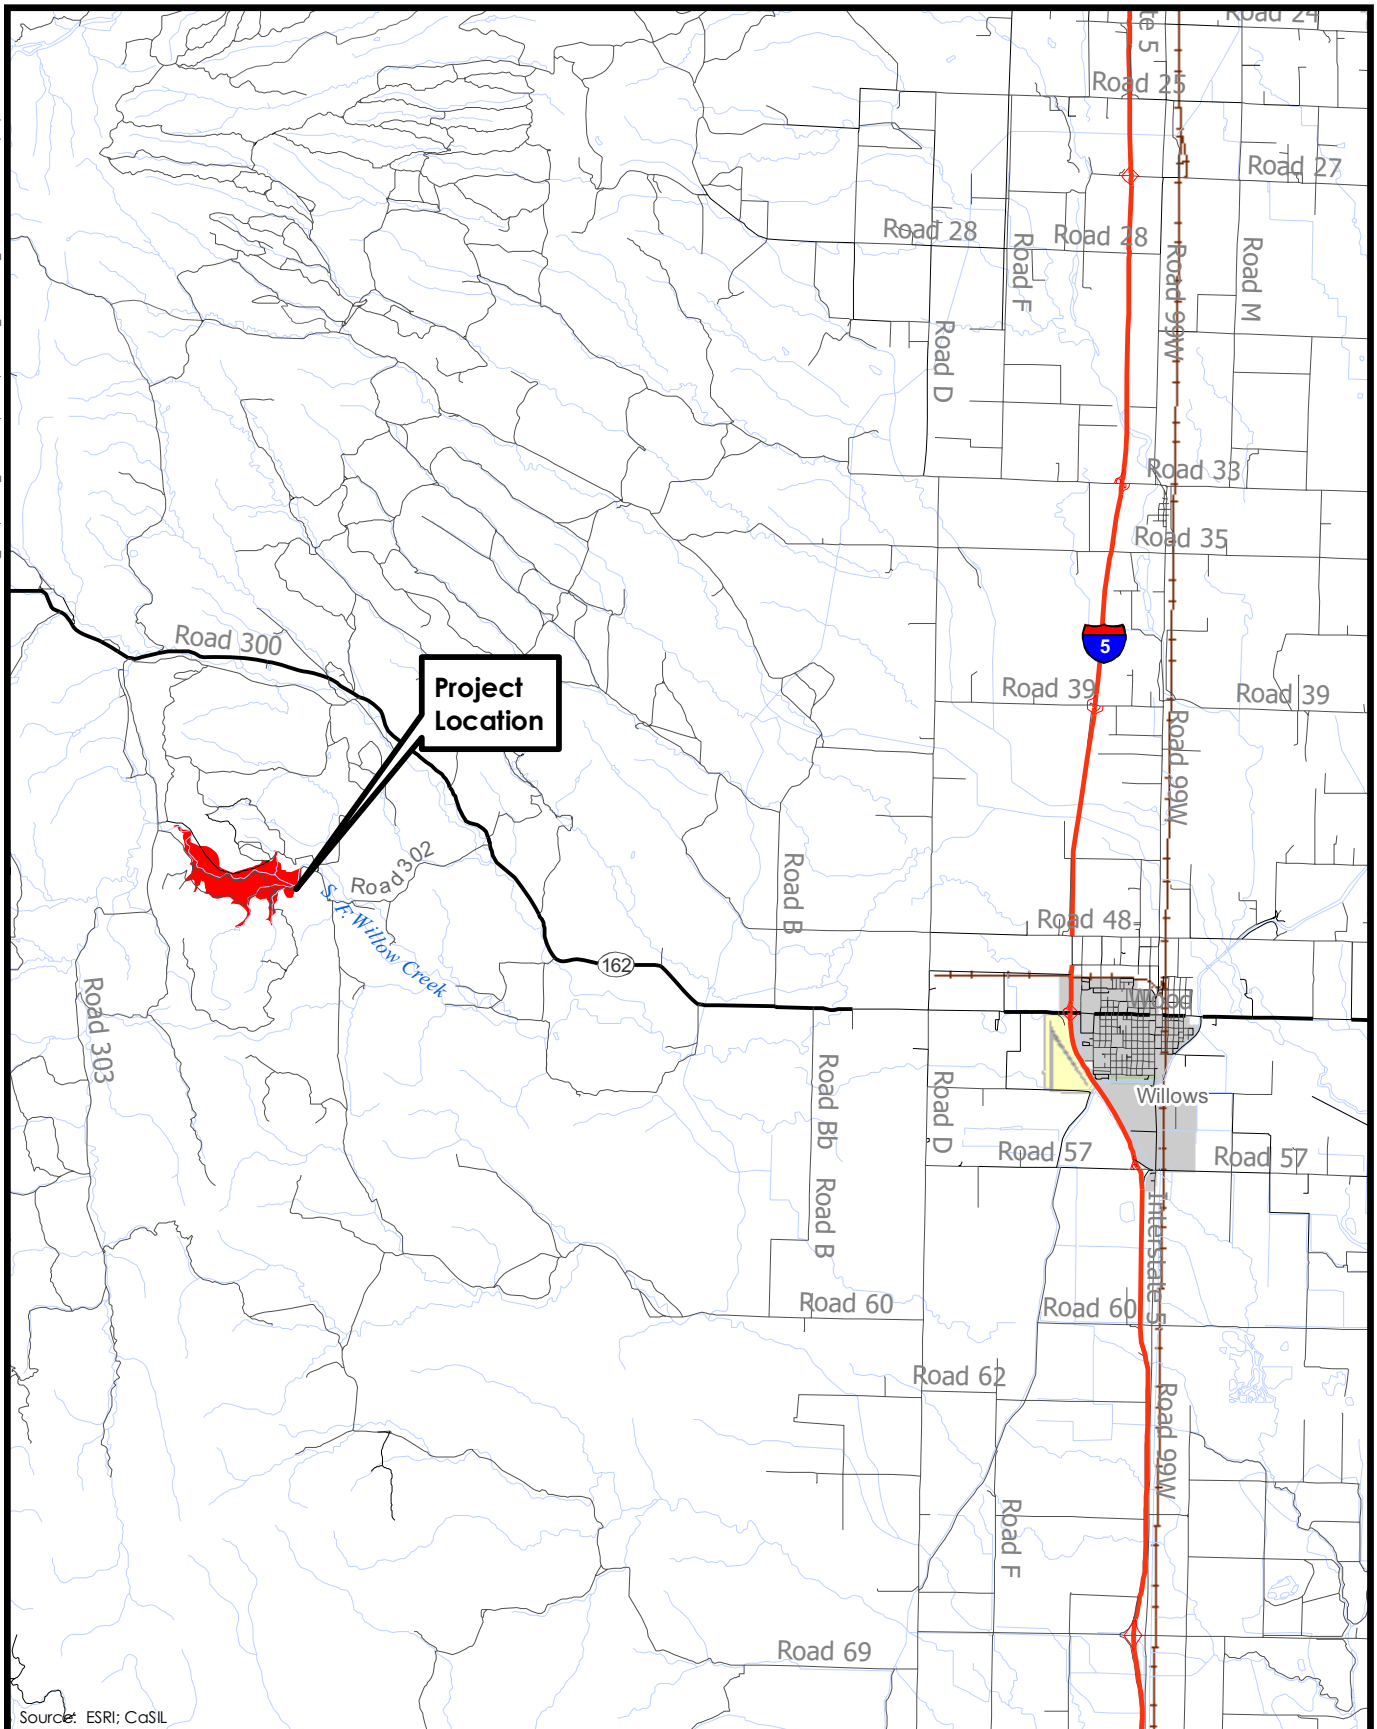 Road 24
te 5
Road 25
Road 27
Road 28
Road 28
Road F
Road 99W
Road M
Road D
Road 33
Road 35
5
Road 300
Project
Location
Road 39
Road 39
Road 99W
Road 302
Road B
S. F. Willow Creek
Road 48
162
Road 303
Wood
Road Bb
Road D
Willows
Road 57
Road 57
Road B
Interstate 5
Road 60
Road 60
Road 62
Road 99W
Road F
Road 69
Source: ESRI; CaSIL